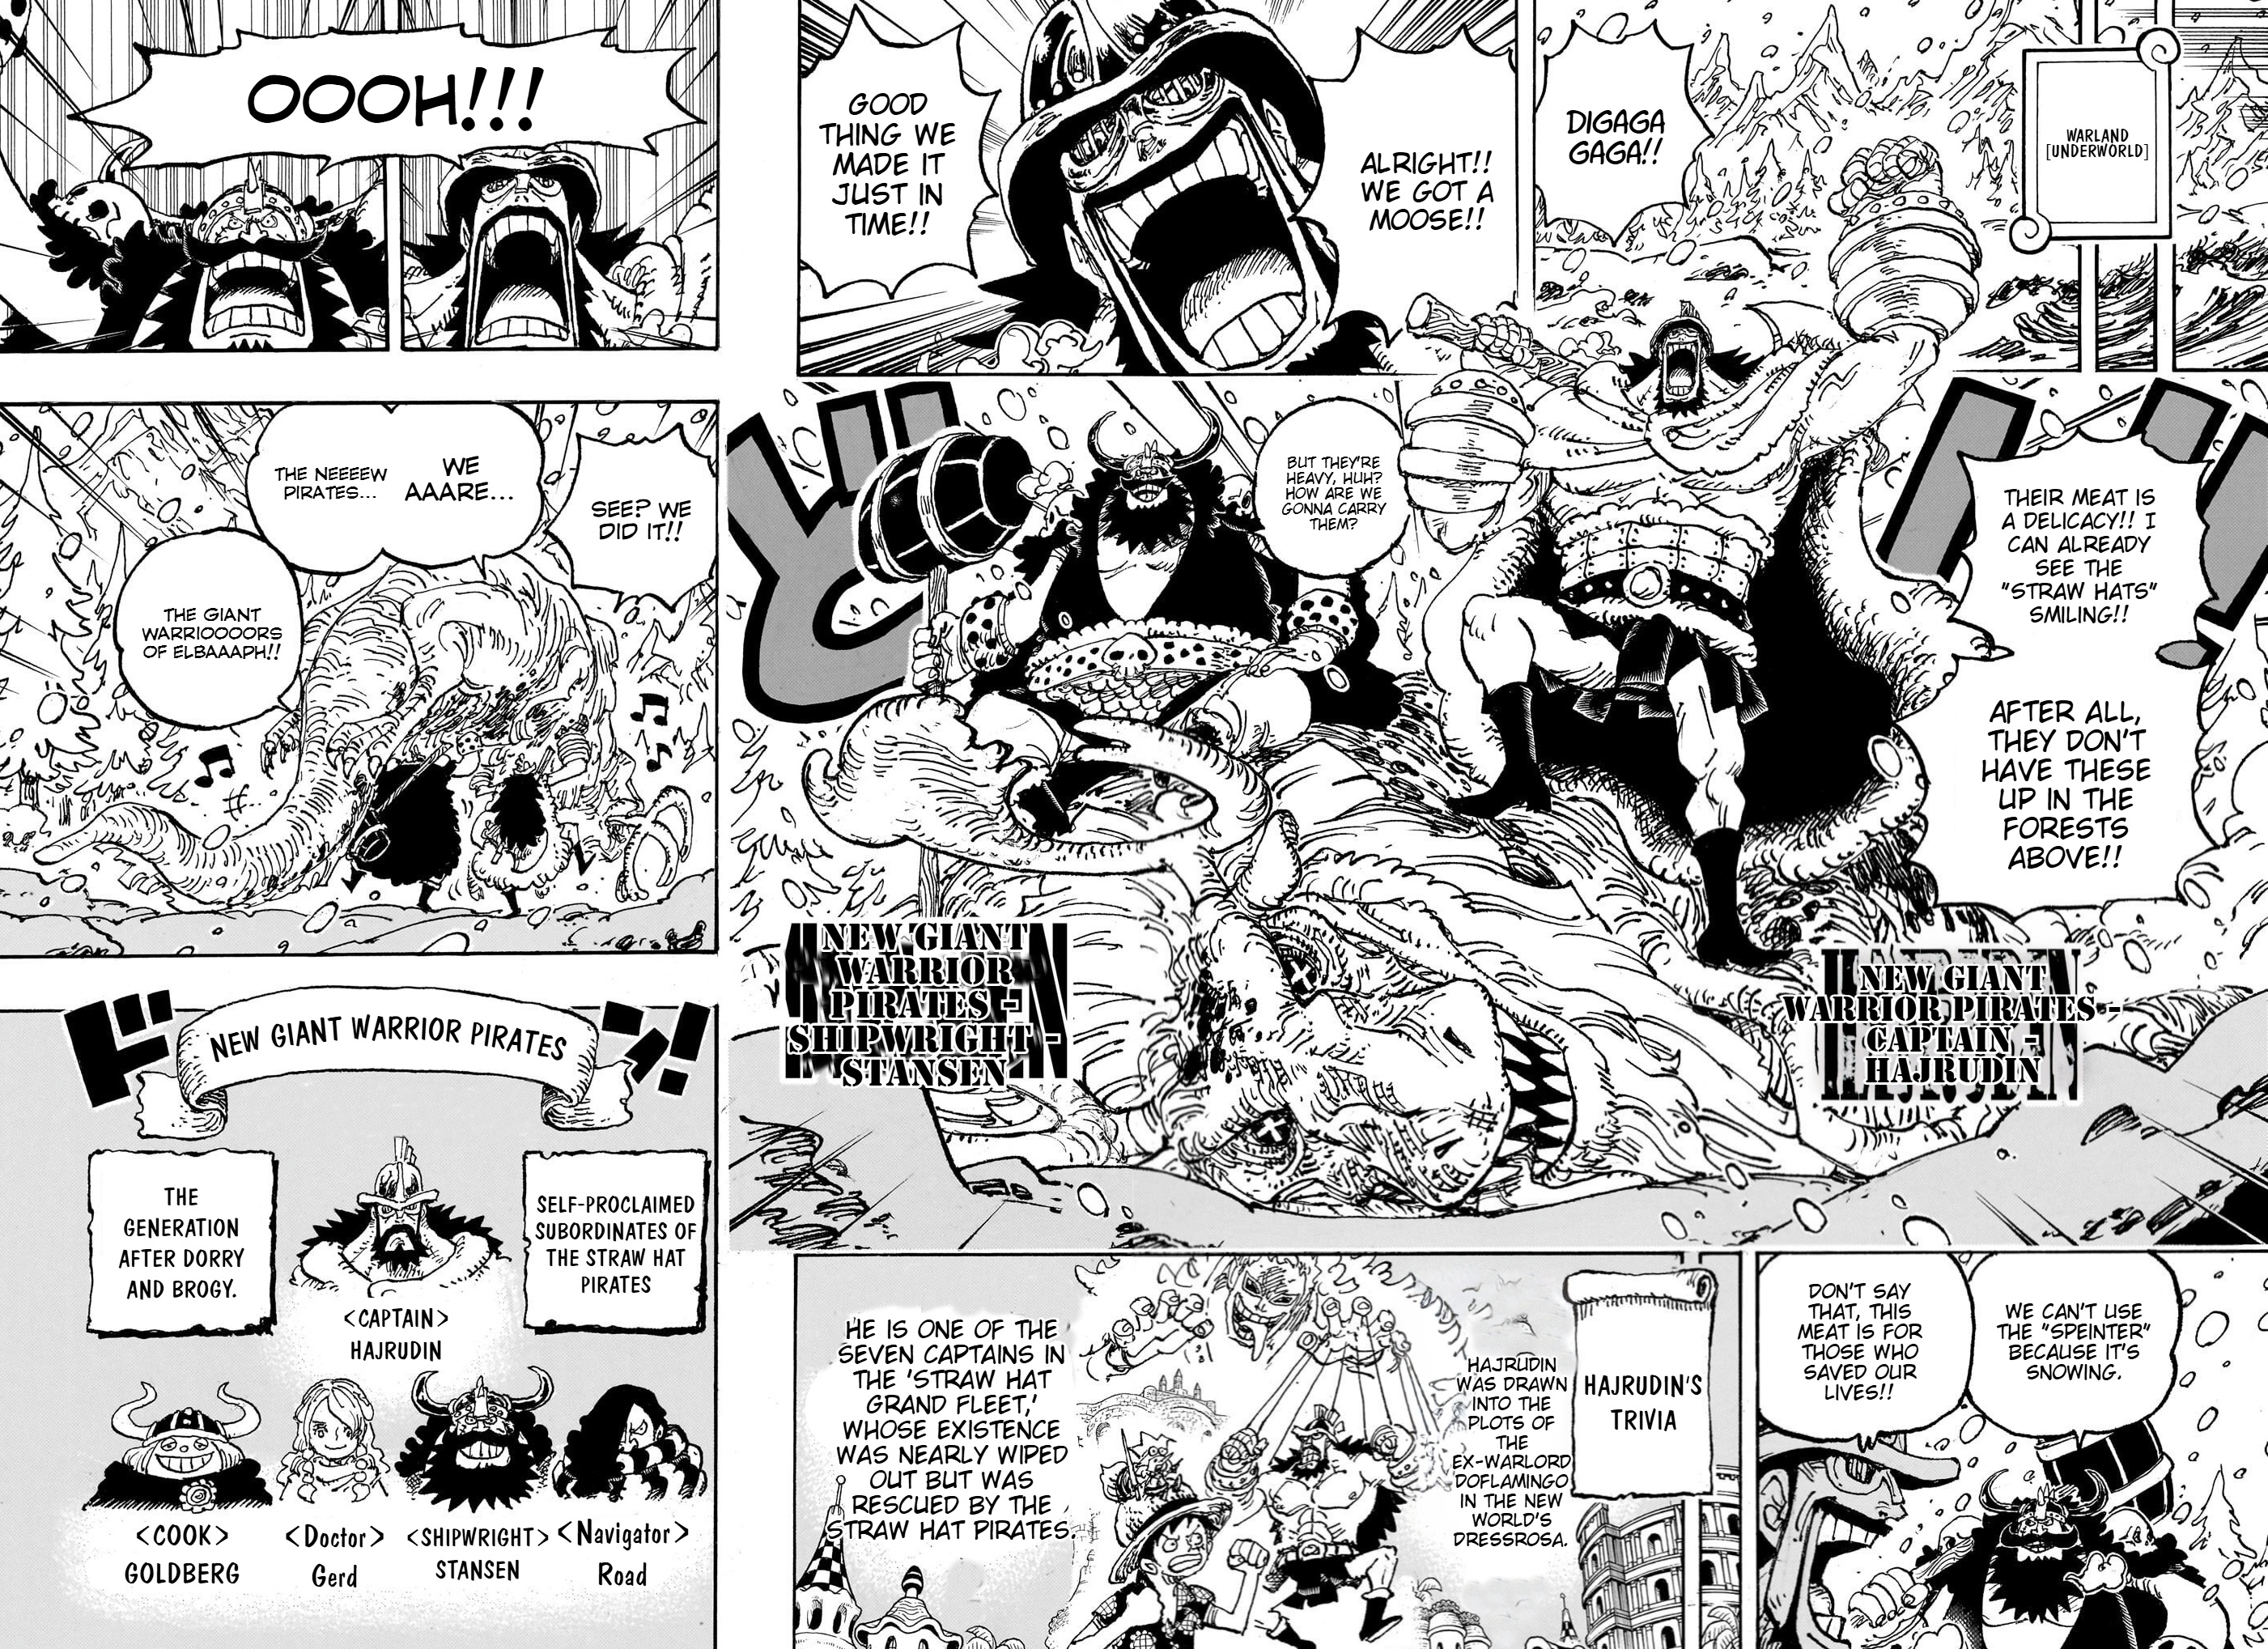 WARLAND
[UNDERWORLD]
DIGAGA
GAGA!!
ALRIGHT!!
WE GOT A
MOOSE!!
GOOD
THING WE
MADE IT
JUST IN
TIME!!
THEIR MEAT IS
A DELICACY!! I
CAN ALREADY
SEE THE
"STRAW HATS"
SMILING!!
AFTER ALL,
THEY DON'T
HAVE THESE
UP IN THE
FORESTS
ABOVE!!
BUT THEY'RE
HEAVY, HUH?
HOW ARE WE
GONNA CARRY
THEM?
ド
NEW GIANT
WARRIOR PIRATES -
CAPTAIN -
HAJRUDIN
NEW GIANT
WARRIOR
PIRATES -
SHIPWRIGHT -
STANSEN
WE CAN'T USE
THE "SPEINTER"
BECAUSE IT'S
SNOWING.
DON'T SAY
THAT, THIS
MEAT IS FOR
THOSE WHO
SAVED OUR
LIVES!!
HAJRUDIN'S
TRIVIA
HAJRUDIN
WAS DRAWN
INTO THE
PLOTS OF
THE
EX-WARLORD
DOFLAMINGO
IN THE NEW
WORLD'S
DRESSROSA.
HE IS ONE OF THE
SEVEN CAPTAINS IN
THE 'STRAW HAT
GRAND FLEET,'
WHOSE EXISTENCE
WAS NEARLY WIPED
OUT BUT WAS
RESCUED BY THE
STRAW HAT PIRATES.
OOOH!!!
SEE? WE
DID IT!!
WE
AAARE...
THE NEEEEW
PIRATES...
THE GIANT
WARRIOOOORS
OF ELBAAAPH!!
ドン!
NEW GIANT WARRIOR PIRATES
SELF-PROCLAIMED
SUBORDINATES OF
THE STRAW HAT
PIRATES
THE
GENERATION
AFTER DORRY
AND BROGY.
<CAPTAIN>
HAJRUDIN
<COOK>
GOLDBERG
<Doctor>
Gerd
<SHIPWRIGHT>
STANSEN
<Navigator>
Road